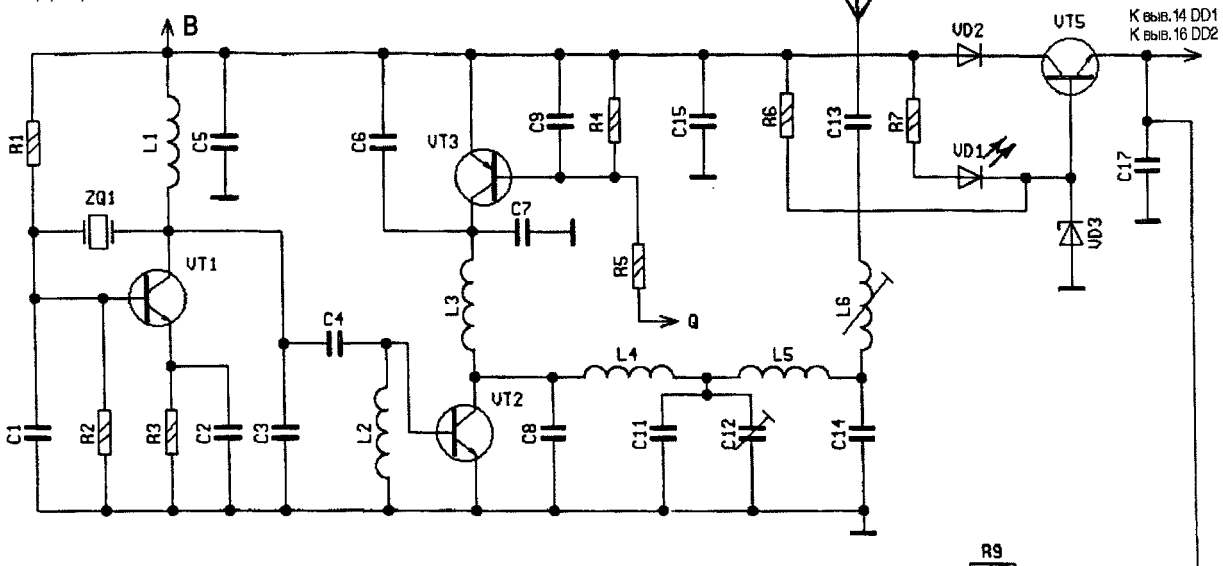 В
К выв.14 DD1
К выв.16 DD2
VD2
VT5
R1
L1
C5
C6
VT3
C9
R4
C15
R6
C13
R7
VD1
C17
ZQ1
C7
VT1
R5
VD3
L3
Q
L6
C4
L4
L5
VT2
C1
R2
R3
C2
C3
L2
C8
C11
C12
C14
R9